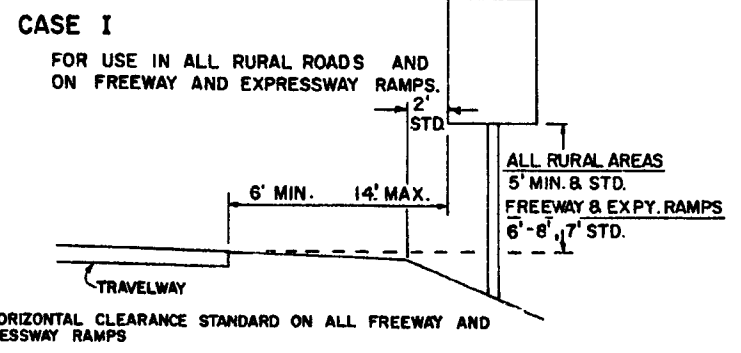 CASE I
FOR USE IN ALL RURAL ROADS AND
ON FREEWAY AND EXPRESSWAY RAMPS.
2'
STD.
6' MIN. 14' MAX.
ALL RURAL AREAS
5' MIN. & STD.
FREEWAY & EXPY. RAMPS
6'-8', 7' STD.
TRAVELWAY
ORIZONTAL CLEARANCE STANDARD ON ALL FREEWAY AND
ESSWAY RAMPS